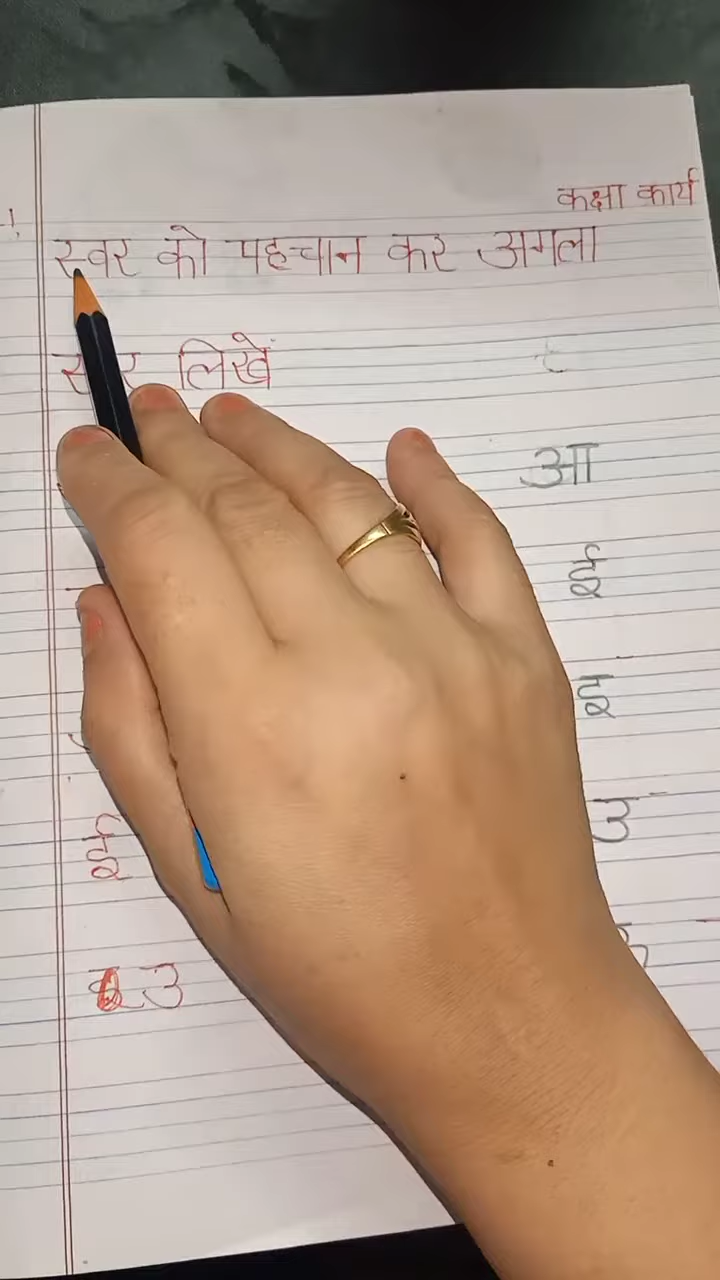 कक्षा कार्य
स्वर को पहचान कर अगला
लिखें
आ
इ
ई
उ
ई
उ